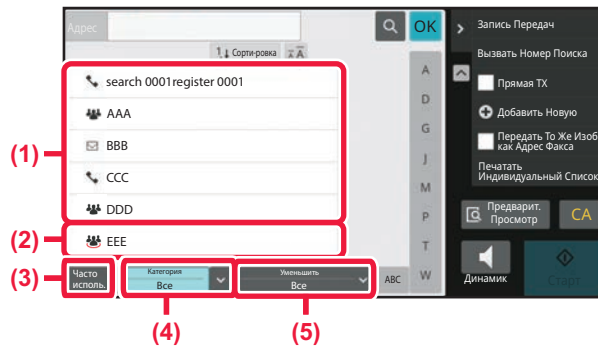 Адрес
OK
Запись Передач
1 Сорти-ровка
Вызвать Номер Поиска
search 0001register 0001
A
Прямая TX
AAA
D
Добавить Новую
BBB
G
Передать То Же Изоб
как Адрес Факса
(1)
J
CCC
Печатать
Индивидуальный Список
M
DDD
P
Предварит.
Просмотр
CA
(2)
EEE
T
(3)
Часто
исполь.
Категория
Все
Уменьшить
Все
ABC
W
Динамик
Старт
(4)
(5)